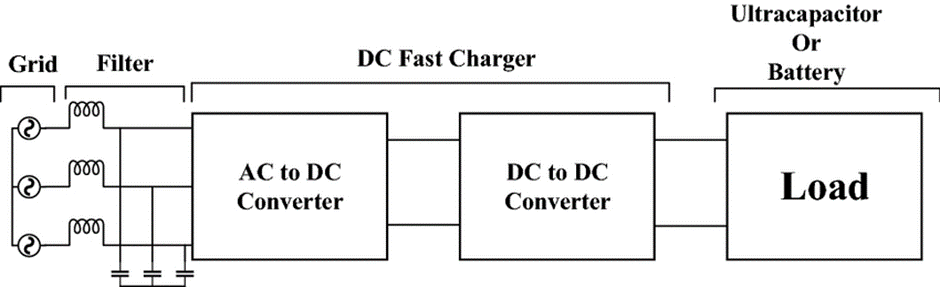 Grid
Filter
DC Fast Charger
Ultracapacitor
Or
Battery
AC to DC
Converter
DC to DC
Converter
Load